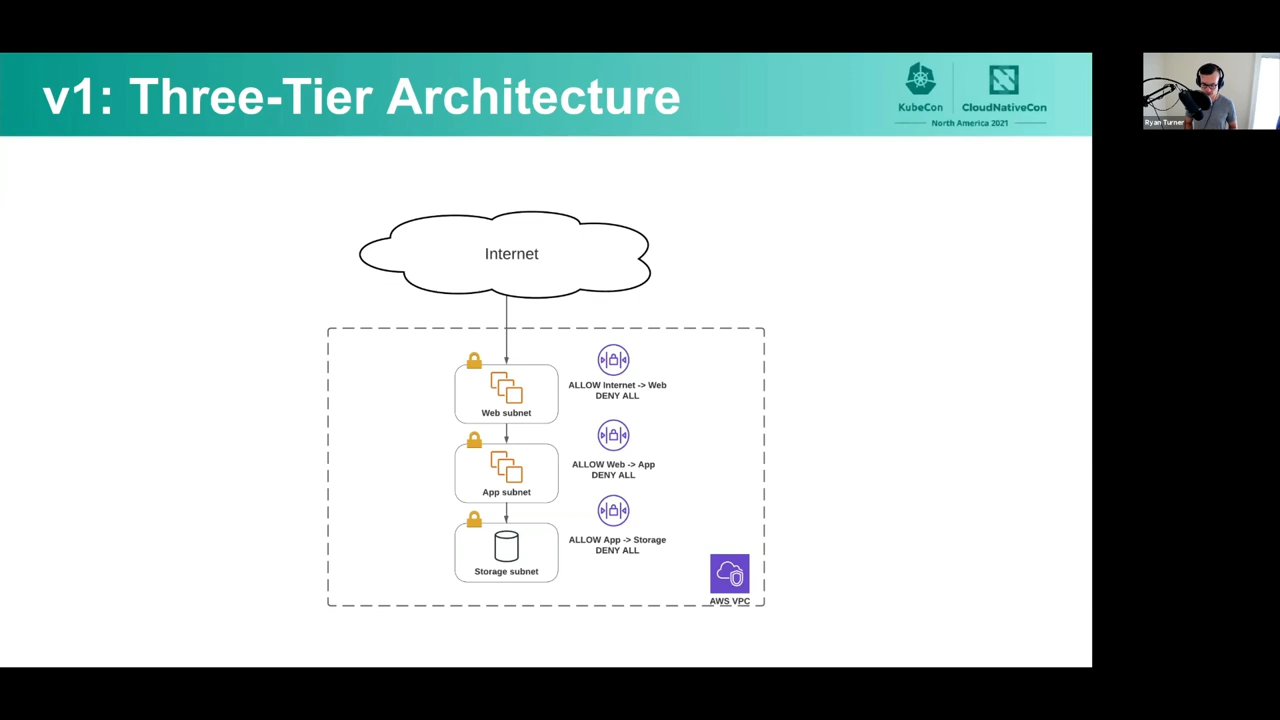 v1: Three-Tier Architecture
KubeCon
CloudNativeCon
North America 2021
Ryan Turner
Internet
ALLOW Internet -> Web
DENY ALL
Web subnet
ALLOW Web -> App
DENY ALL
App subnet
ALLOW App -> Storage
DENY ALL
Storage subnet
AWS VPC